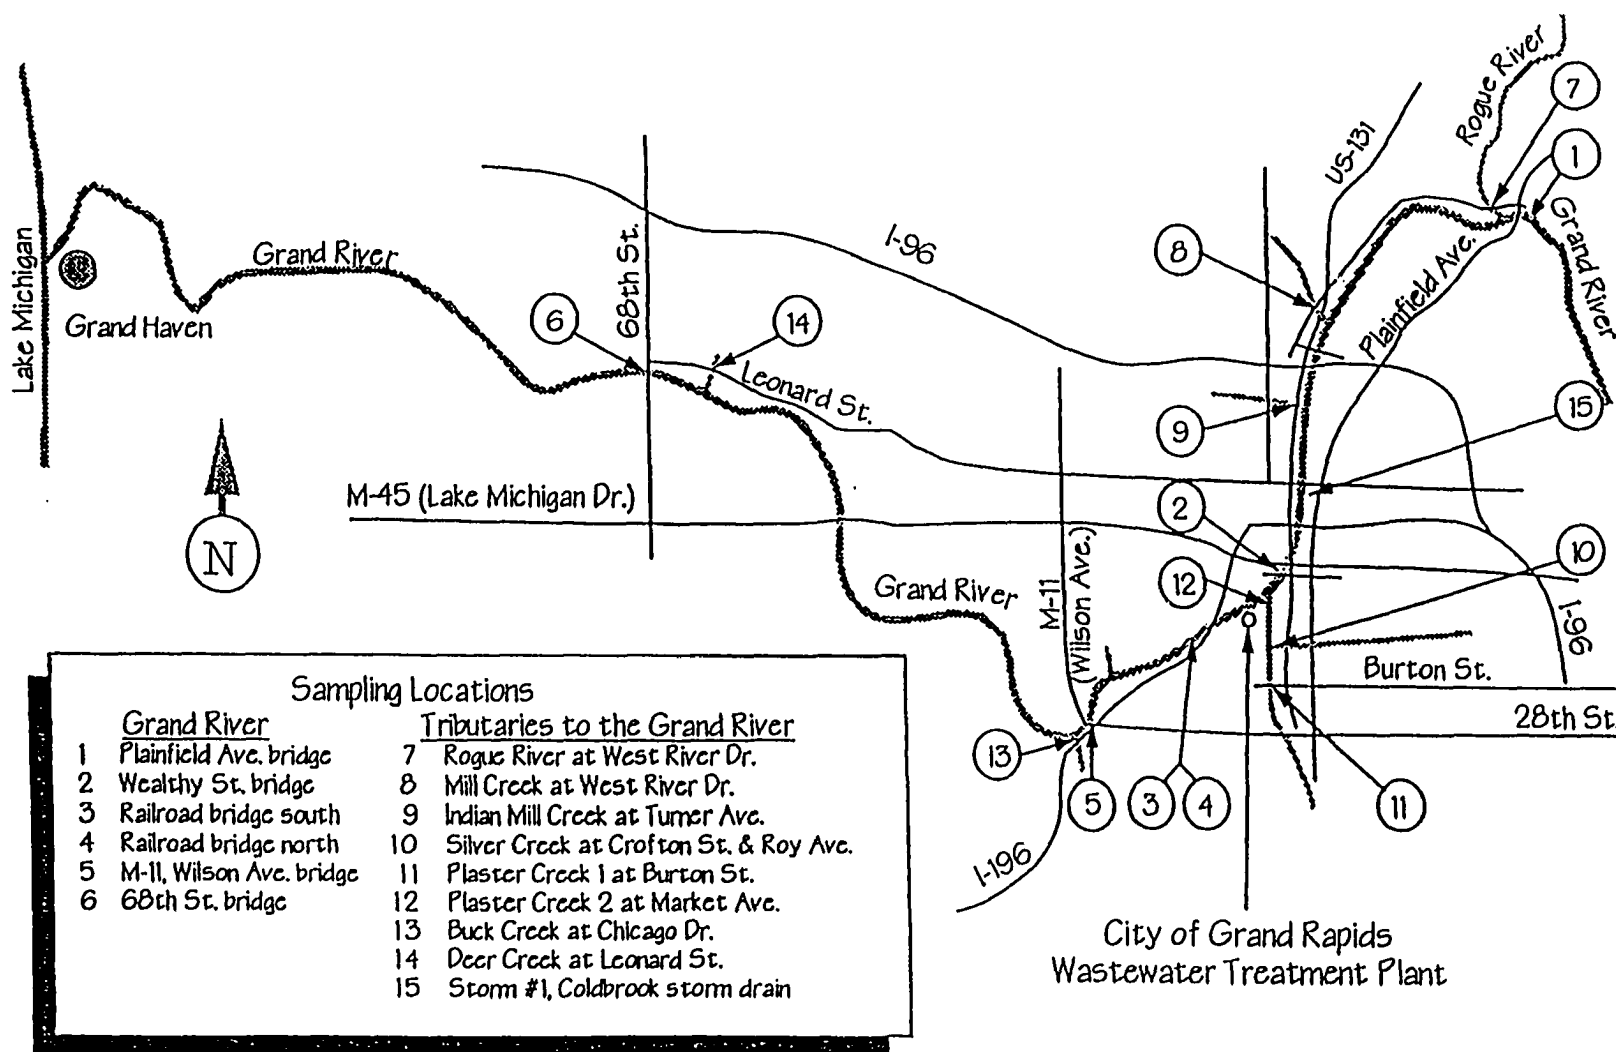 Rogue River
7
1
US-131
Grand River
Plainfield Ave.
8
I-96
68th St.
Grand River
Lake Michigan
Grand Haven
6
14
Leonard St.
9
15
M-45 (Lake Michigan Dr.)
2
10
N
12
Grand River
M-11
(Wilson Ave.)
I-96
Burton St.
28th St.
13
5
3
4
11
I-196
City of Grand Rapids
Wastewater Treatment Plant
Sampling Locations
Grand River
1 Plainfield Ave. bridge
2 Wealthy St. bridge
3 Railroad bridge south
4 Railroad bridge north
5 M-11, Wilson Ave. bridge
6 68th St. bridge
Tributaries to the Grand River
7 Rogue River at West River Dr.
8 Mill Creek at West River Dr.
9 Indian Mill Creek at Turner Ave.
10 Silver Creek at Crofton St. & Roy Ave.
11 Plaster Creek 1 at Burton St.
12 Plaster Creek 2 at Market Ave.
13 Buck Creek at Chicago Dr.
14 Deer Creek at Leonard St.
15 Storm #1, Coldbrook storm drain